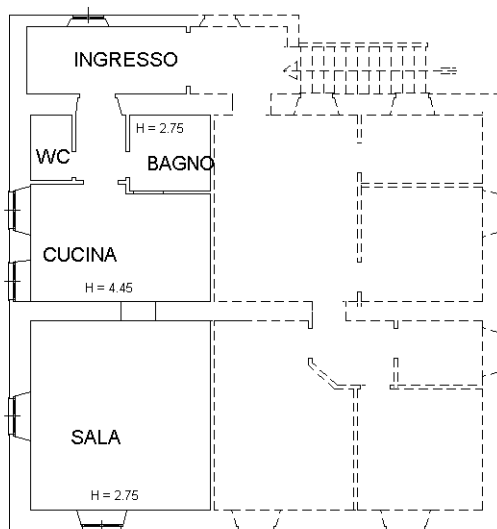 INGRESSO
H = 2.75
WC
BAGNO
CUCINA
H = 4.45
SALA
H = 2.75